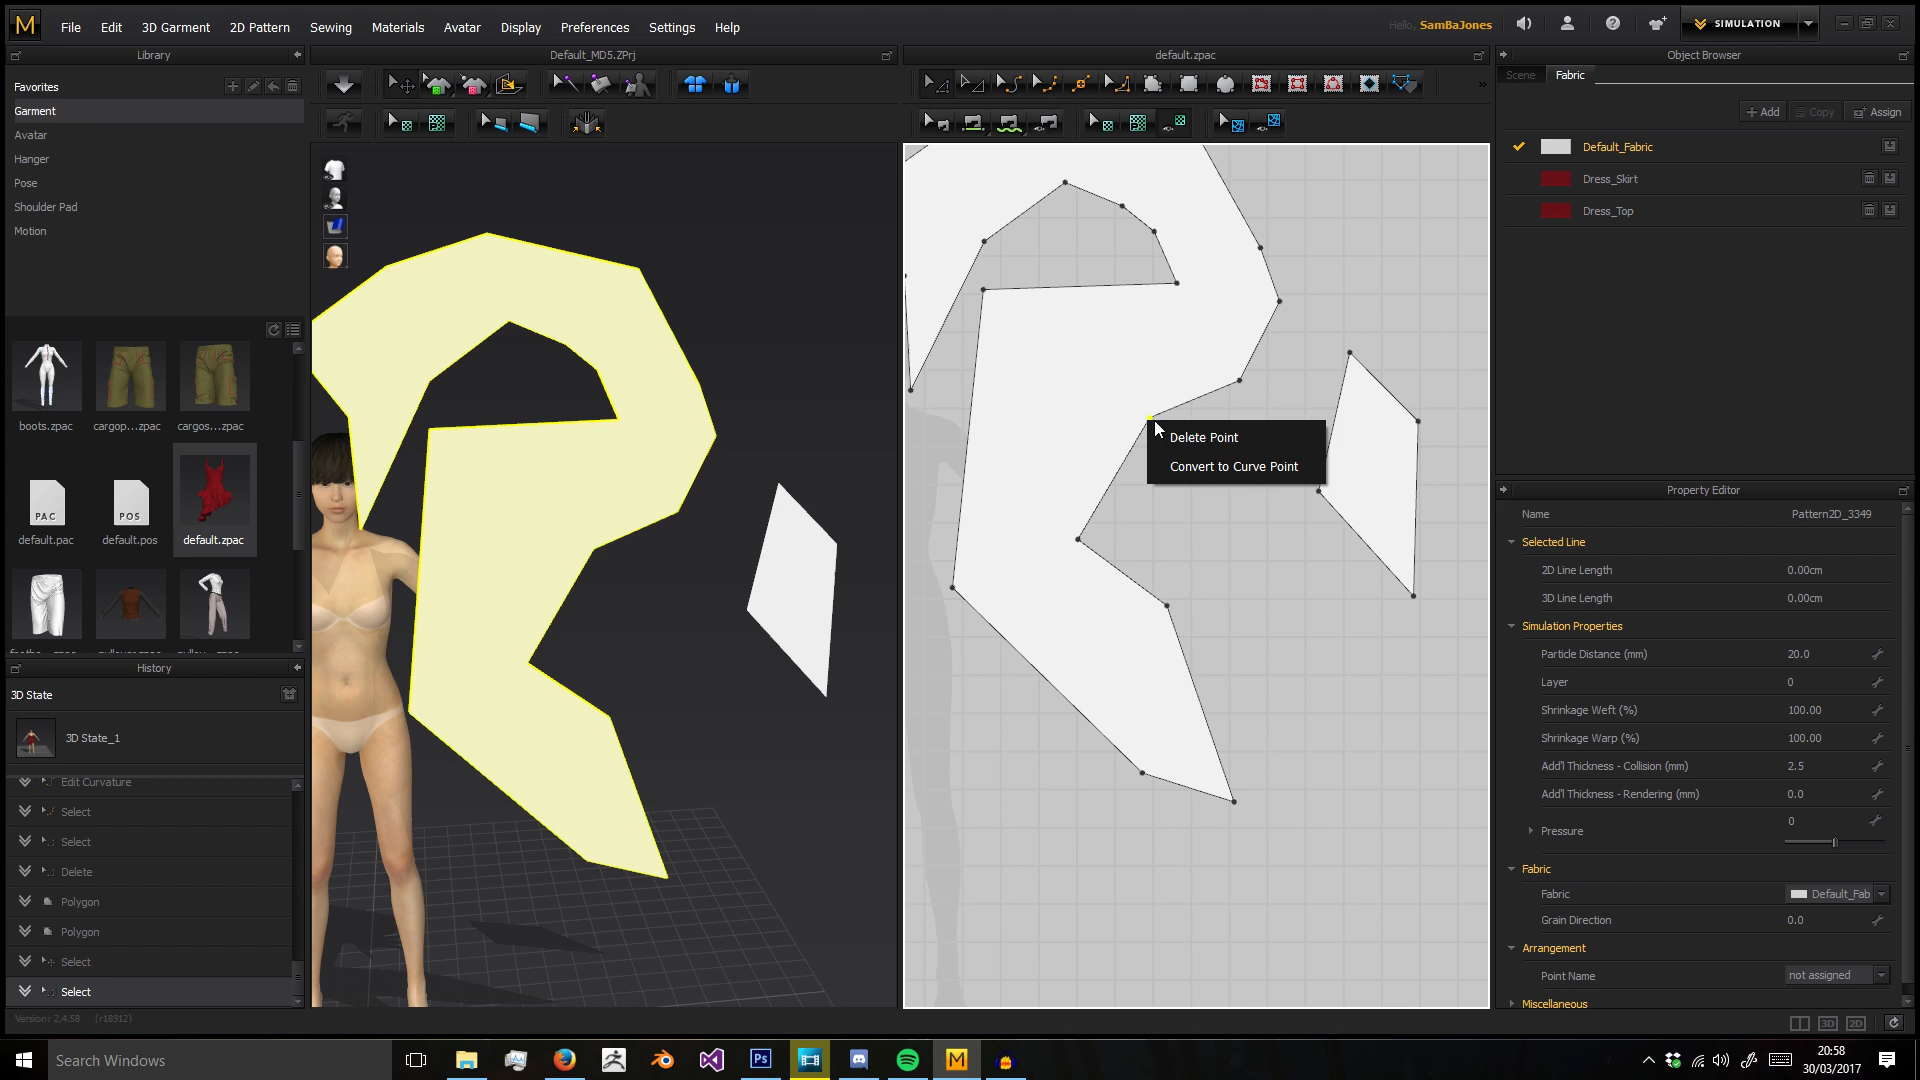 M File Edit 3D Garment 2D Pattern Sewing Materials Avatar Display Preferences Settings Help Hello, SamBaJones SIMULATION
Library
Default_MD5.ZPrj
default.zpac
Object Browser
Scene Fabric
Favorites
Garment
Avatar
Hanger
Pose
Shoulder Pad
Motion
+ Add Copy Assign
Default_Fabric
Dress_Skirt
Dress_Top
boots.zpac cargop...zpac cargos...zpac
PAC POS
default.pac default.pos default.zpac
History
3D State
3D State_1
Edit Curvature
Select
Select
Delete
Polygon
Polygon
Select
Select
Version: 2.4.58 (r18912)
Delete Point
Convert to Curve Point
Property Editor
Name Pattern2D_3349
Selected Line
2D Line Length 0.00cm
3D Line Length 0.00cm
Simulation Properties
Particle Distance (mm) 20.0
Layer 0
Shrinkage Weft (%) 100.00
Shrinkage Warp (%) 100.00
Add'l Thickness - Collision (mm) 2.5
Add'l Thickness - Rendering (mm) 0.0
Pressure 0
Fabric
Fabric Default_Fab
Grain Direction 0.0
Arrangement
Point Name not assigned
Miscellaneous
3D 2D
Search Windows
Ps
M
20:58
30/03/2017